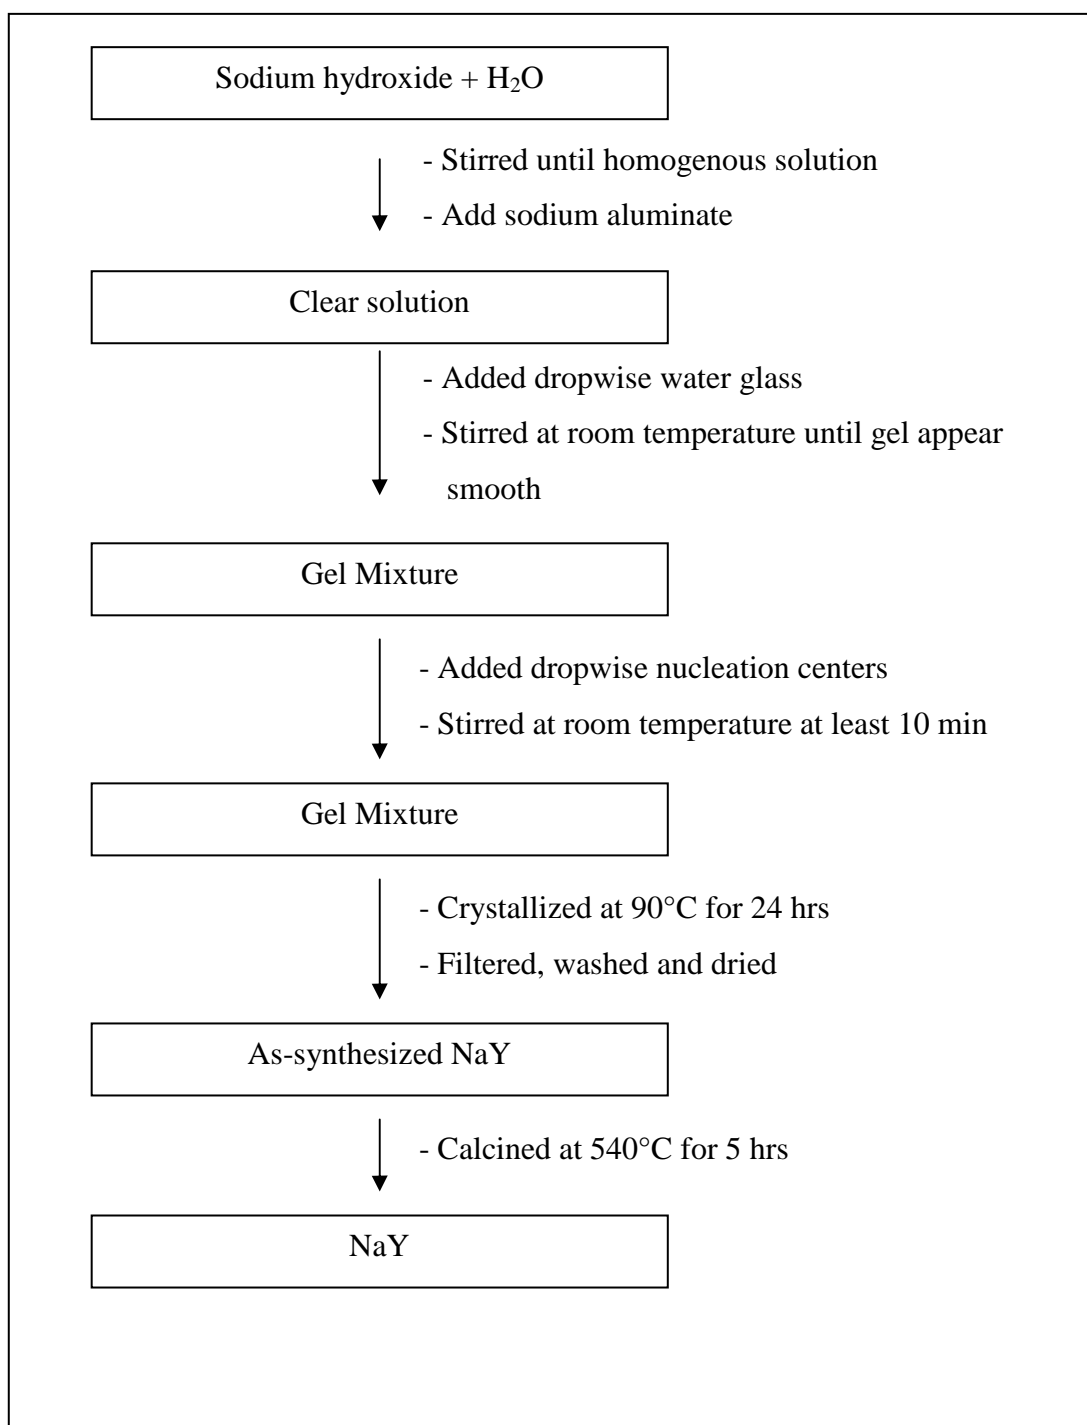 Sodium hydroxide + H₂O
- Stirred until homogenous solution
- Add sodium aluminate
Clear solution
- Added dropwise water glass
- Stirred at room temperature until gel appear
smooth
Gel Mixture
- Added dropwise nucleation centers
- Stirred at room temperature at least 10 min
Gel Mixture
- Crystallized at 90°C for 24 hrs
- Filtered, washed and dried
As-synthesized NaY
- Calcined at 540°C for 5 hrs
NaY